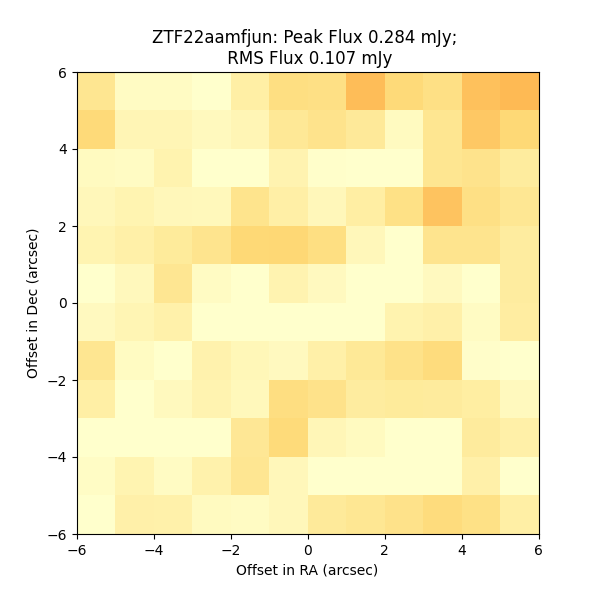 ZTF22aamfjun: Peak Flux 0.284 mJy;
RMS Flux 0.107 mJy
6
4
2
0
−2
−4
−6
Offset in Dec (arcsec)
−6 −4 −2 0 2 4 6
Offset in RA (arcsec)